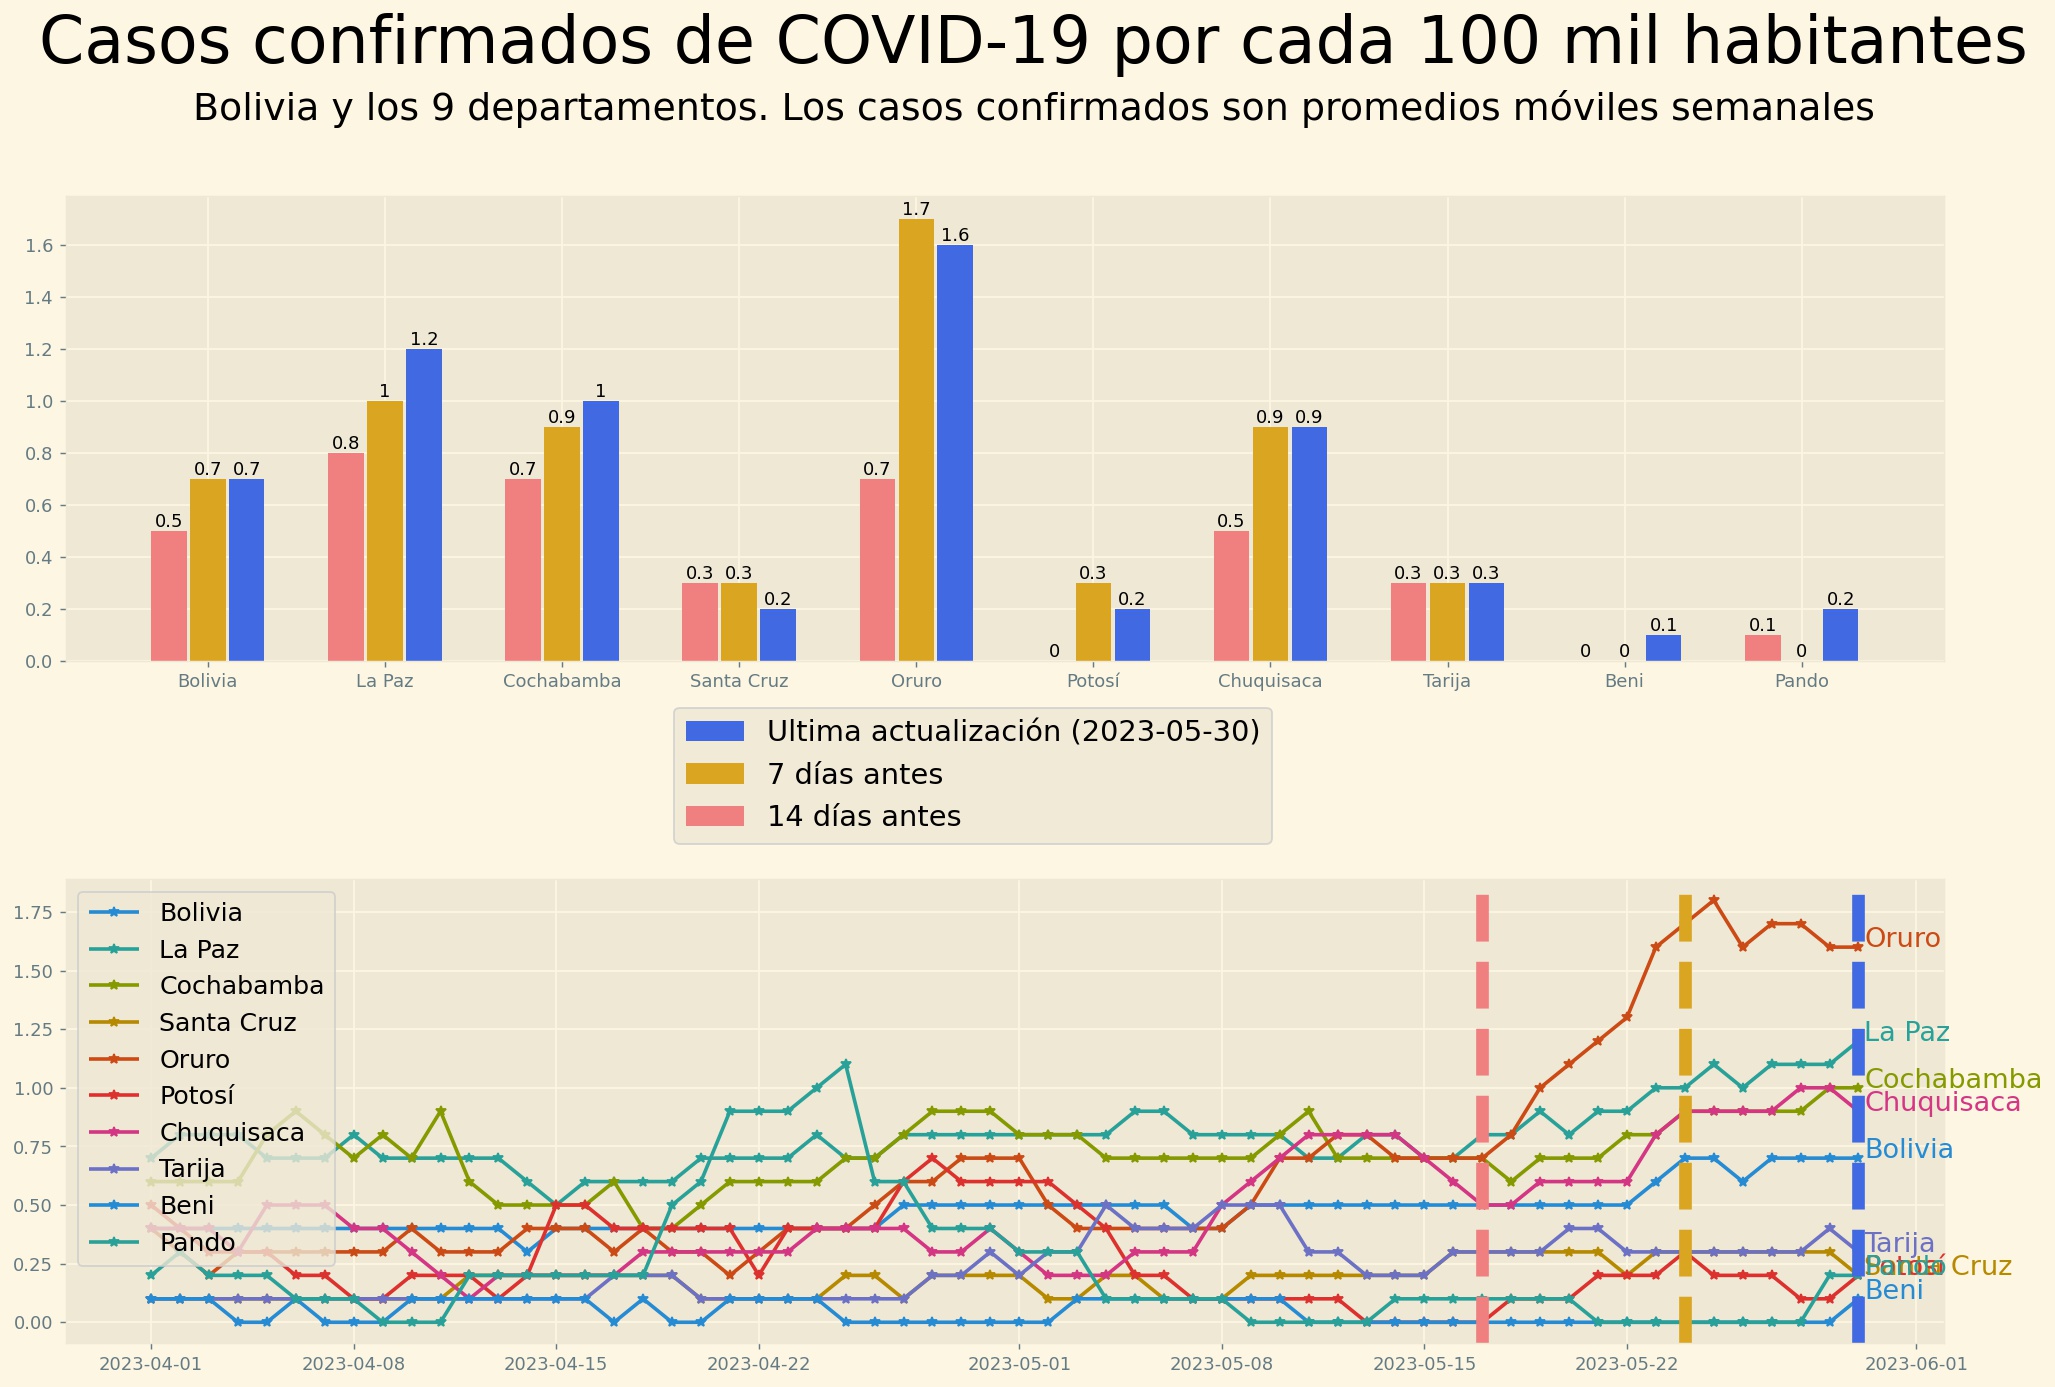 Casos confirmados de COVID-19 por cada 100 mil habitantes
Bolivia y los 9 departamentos. Los casos confirmados son promedios móviles semanales
1.6
1.4
1.2
1.0
0.8
0.6
0.4
0.2
0.0
0.5 0.7 0.7
0.8 1 1.2
0.7 0.9 1
0.3 0.3 0.2
0.7 1.7 1.6
0 0.3 0.2
0.5 0.9 0.9
0.3 0.3 0.3
0 0 0.1
0.1 0 0.2
Bolivia La Paz Cochabamba Santa Cruz Oruro Potosí Chuquisaca Tarija Beni Pando
Ultima actualización (2023-05-30)
7 días antes
14 días antes
1.75
1.50
1.25
1.00
0.75
0.50
0.25
0.00
Bolivia
La Paz
Cochabamba
Santa Cruz
Oruro
Potosí
Chuquisaca
Tarija
Beni
Pando
Oruro
La Paz
Cochabamba
Chuquisaca
Bolivia
Tarija
Cruz
Beni
2023-04-01 2023-04-08 2023-04-15 2023-04-22 2023-05-01 2023-05-08 2023-05-15 2023-05-22 2023-06-01